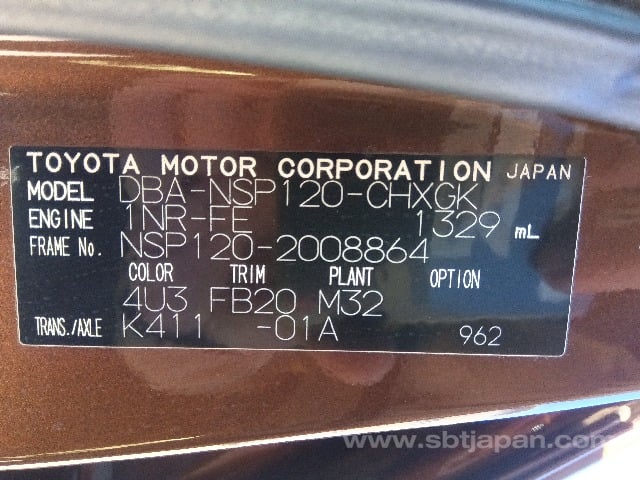 TOYOTA MOTOR CORPORATION JAPAN
MODEL DBA-NSP120-CHXGK
ENGINE 1NR-FE 1329 mL
FRAME No. NSP120-2008864
COLOR TRIM PLANT OPTION
4U3 FB20 M32
TRANS./AXLE K411 -01A 962
www.sbtjapan.com